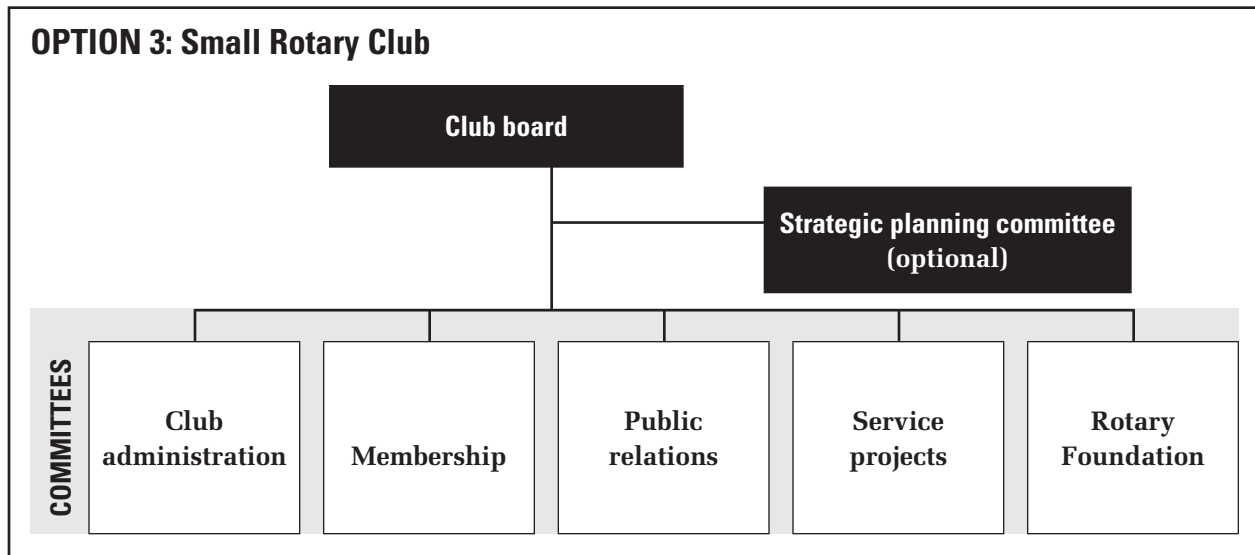 OPTION 3: Small Rotary Club
Club board
Strategic planning committee
(optional)
COMMITTEES
Club
administration
Membership
Public
relations
Service
projects
Rotary
Foundation